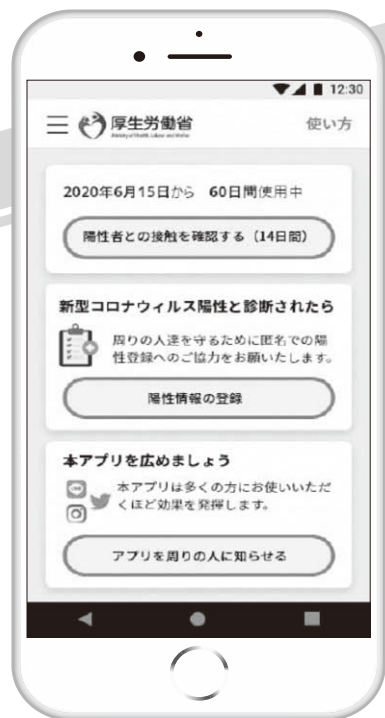 12:30
厚生労働省
Ministry of Health, Labour and Welfare
使い方
2020年6月15日から 60日間使用中
陽性者との接触を確認する（14日間）
新型コロナウィルス陽性と診断されたら
周りの人達を守るために匿名での陽
性登録へのご協力をお願いたします。
陽性情報の登録
本アプリを広めましょう
本アプリは多くの方にお使いいただ
くほど効果を発揮します。
アプリを周りの人に知らせる